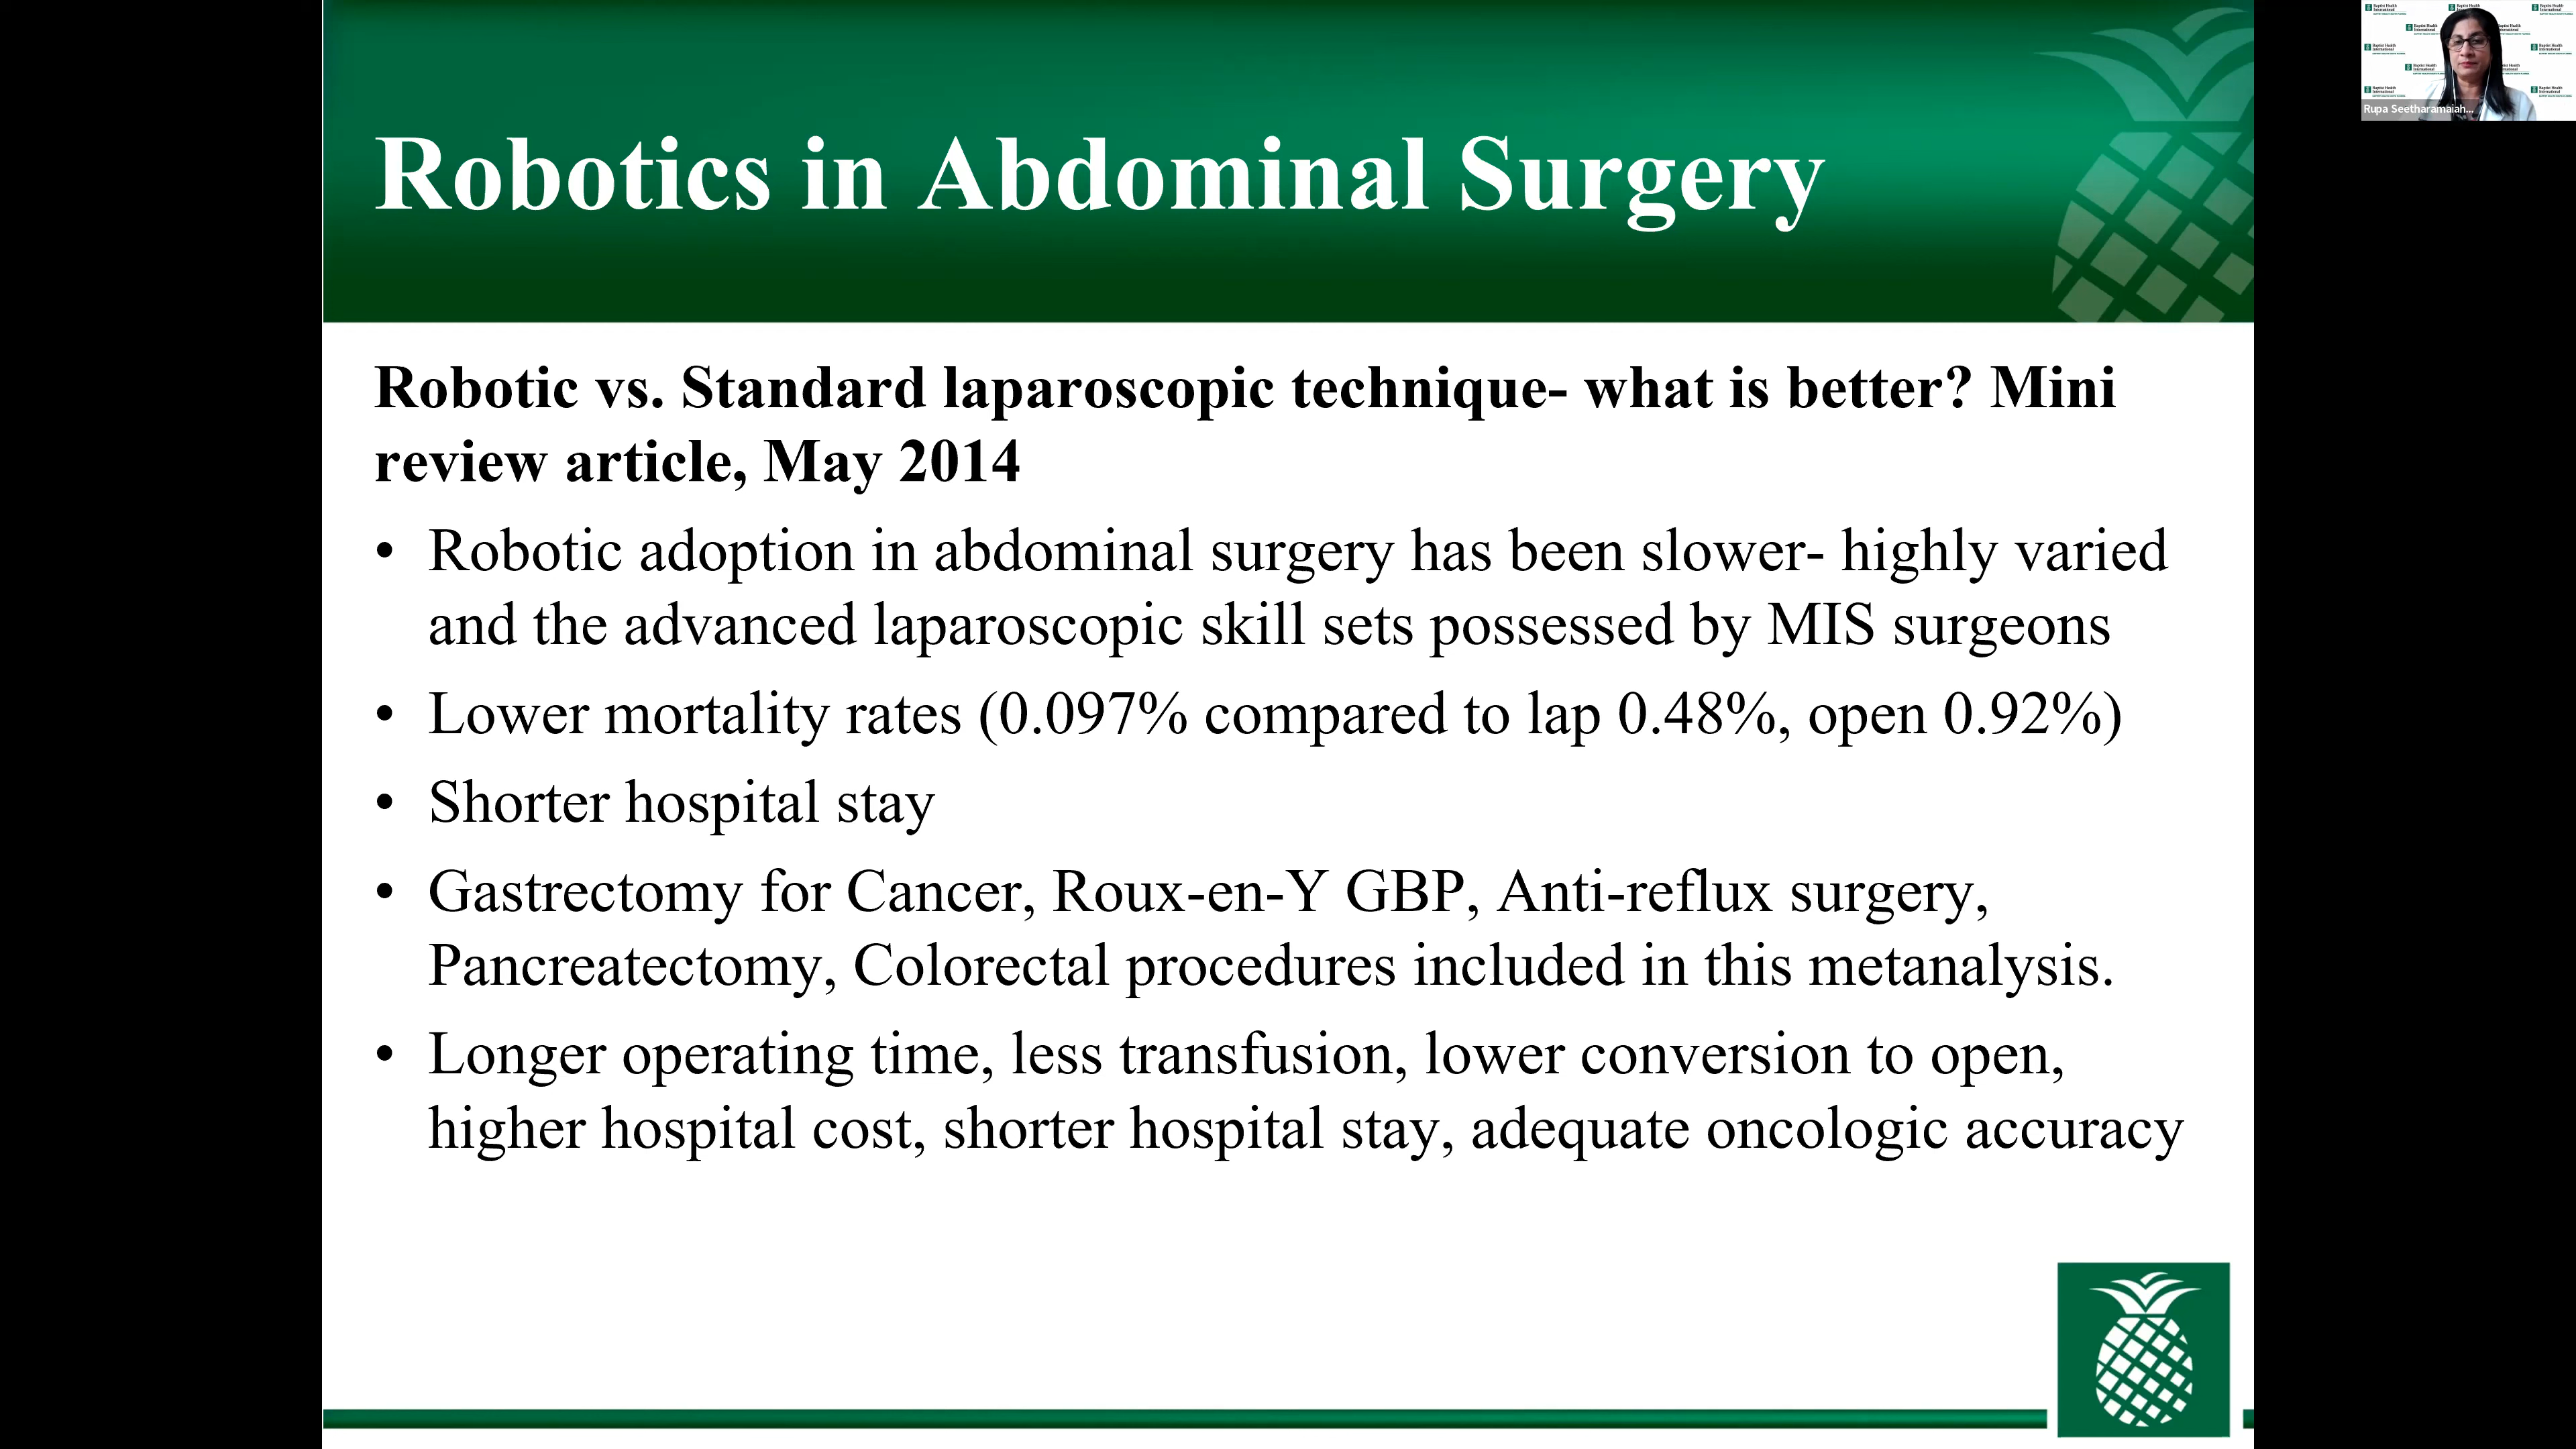 Robotics in Abdominal Surgery
Robotic vs. Standard laparoscopic technique- what is better? Mini
review article, May 2014
• Robotic adoption in abdominal surgery has been slower- highly varied
and the advanced laparoscopic skill sets possessed by MIS surgeons
• Lower mortality rates (0.097% compared to lap 0.48%, open 0.92%)
• Shorter hospital stay
• Gastrectomy for Cancer, Roux-en-Y GBP, Anti-reflux surgery,
Pancreatectomy, Colorectal procedures included in this metanalysis.
• Longer operating time, less transfusion, lower conversion to open,
higher hospital cost, shorter hospital stay, adequate oncologic accuracy
Baptist Health
International
Rupa Seetharamaiah...